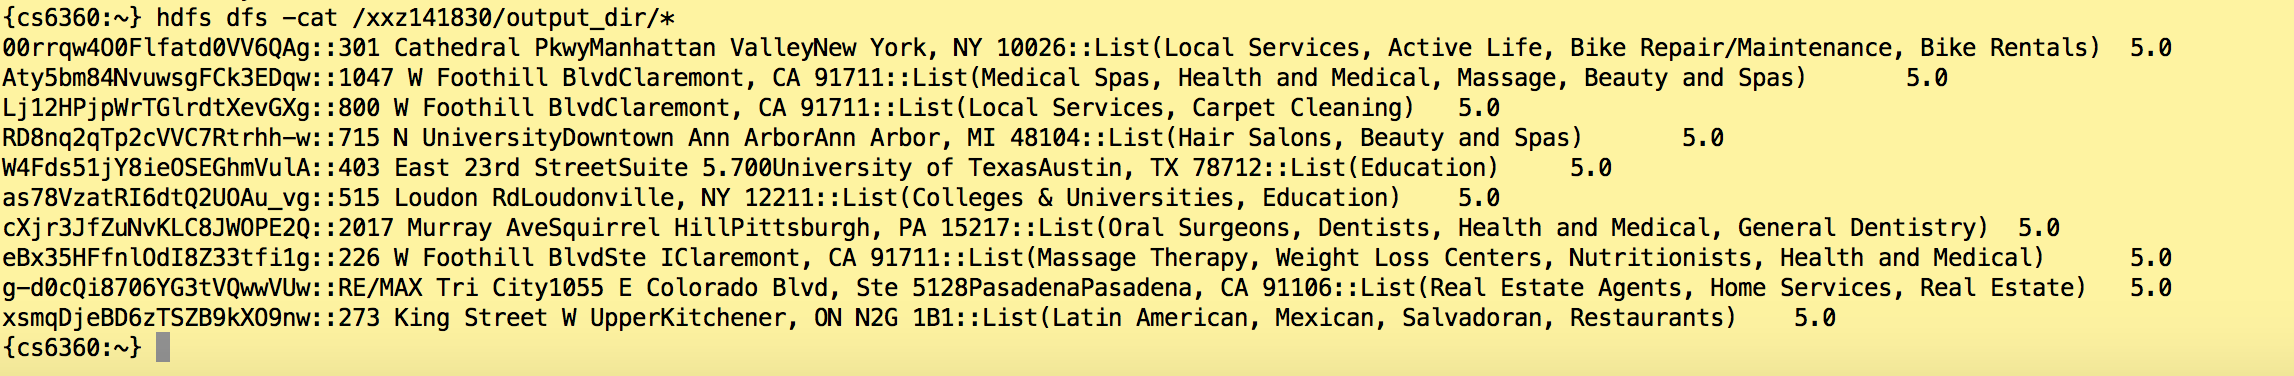 {cs6360:~} hdfs dfs -cat /xxz141830/output_dir/*
00rrqw4O0Flfatd0VV6QAg::301 Cathedral PkwyManhattan ValleyNew York, NY 10026::List(Local Services, Active Life, Bike Repair/Maintenance, Bike Rentals)	5.0
Aty5bm84NvuwsgFCk3EDqw::1047 W Foothill BlvdClaremont, CA 91711::List(Medical Spas, Health and Medical, Massage, Beauty and Spas)	5.0
Lj12HPjpWrTGlrdtXevGXg::800 W Foothill BlvdClaremont, CA 91711::List(Local Services, Carpet Cleaning)	5.0
RD8nq2qTp2cVVC7Rtrhh-w::715 N UniversityDowntown Ann ArborAnn Arbor, MI 48104::List(Hair Salons, Beauty and Spas)	5.0
W4Fds51jY8ieOSEGhmVulA::403 East 23rd StreetSuite 5.700University of TexasAustin, TX 78712::List(Education)	5.0
as78VzatRI6dtQ2UOAu_vg::515 Loudon RdLoudonville, NY 12211::List(Colleges & Universities, Education)	5.0
cXjr3JfZuNvKLC8JWOPE2Q::2017 Murray AveSquirrel HillPittsburgh, PA 15217::List(Oral Surgeons, Dentists, Health and Medical, General Dentistry)	5.0
eBx35HFfnlOdI8Z33tfi1g::226 W Foothill BlvdSte IClaremont, CA 91711::List(Massage Therapy, Weight Loss Centers, Nutritionists, Health and Medical)	5.0
g-d0cQi8706YG3tVQwwVUw::RE/MAX Tri City1055 E Colorado Blvd, Ste 5128PasadenaPasadena, CA 91106::List(Real Estate Agents, Home Services, Real Estate)	5.0
xsmqDjeBD6zTSZB9kXO9nw::273 King Street W UpperKitchener, ON N2G 1B1::List(Latin American, Mexican, Salvadoran, Restaurants)	5.0
{cs6360:~}